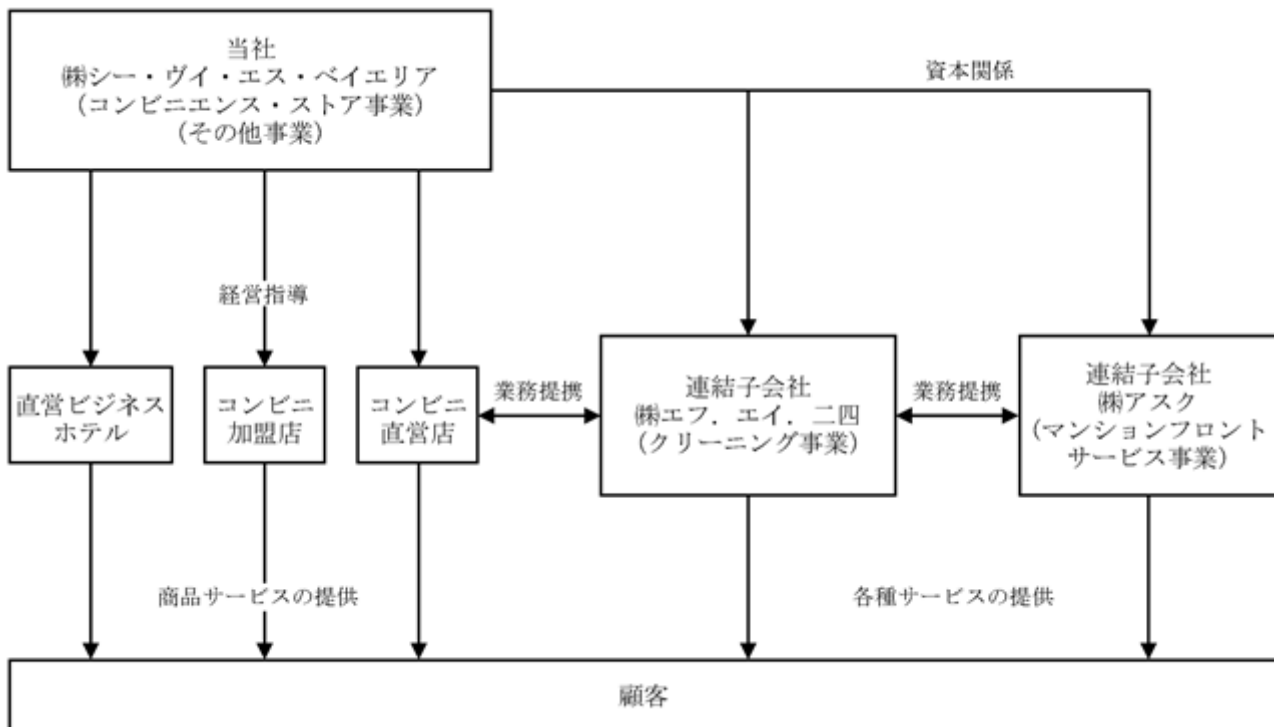 当社
㈱シー・ヴィ・エス・ベイエリア
(コンビニエンス・ストア事業)
(その他事業)
資本関係
経営指導
直営ビジネス
ホテル
コンビニ
加盟店
コンビニ
直営店
業務提携
連結子会社
㈱エフ．エイ．二四
(クリーニング事業)
業務提携
連結子会社
㈱アスク
(マンションフロント
サービス事業)
商品サービスの提供
各種サービスの提供
顧客